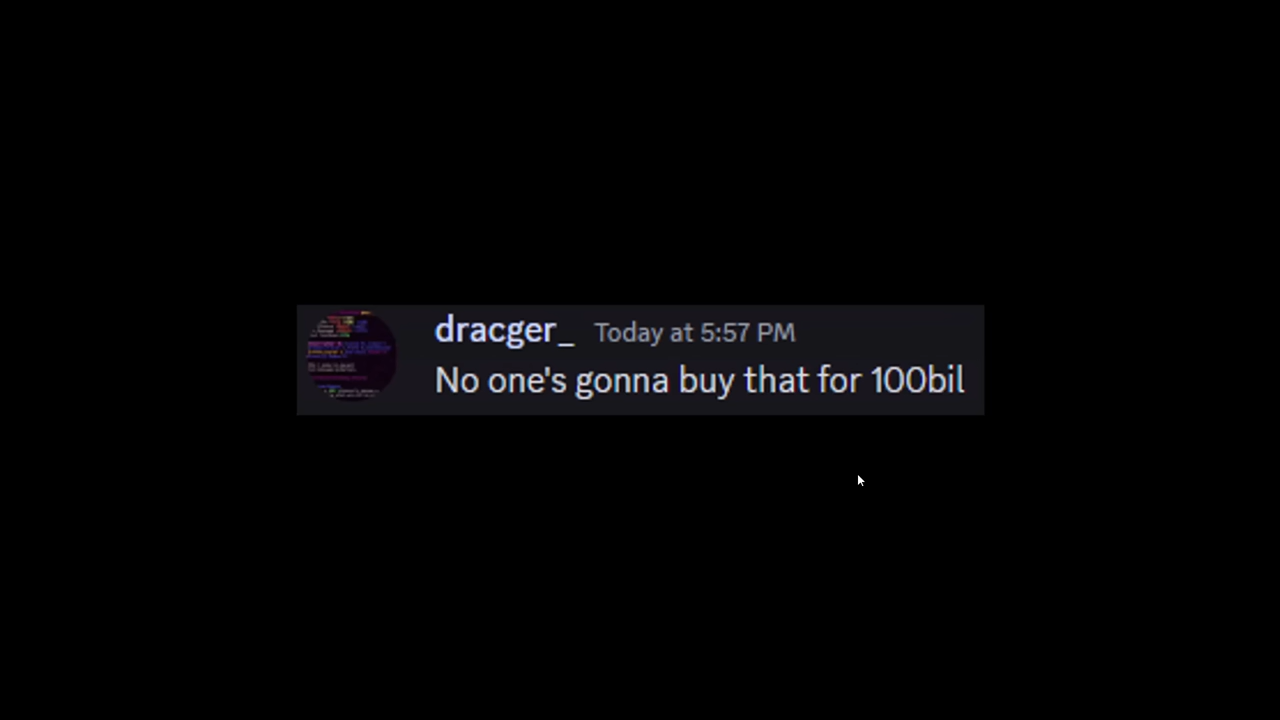 dracger_ Today at 5:57 PM
No one's gonna buy that for 100bil